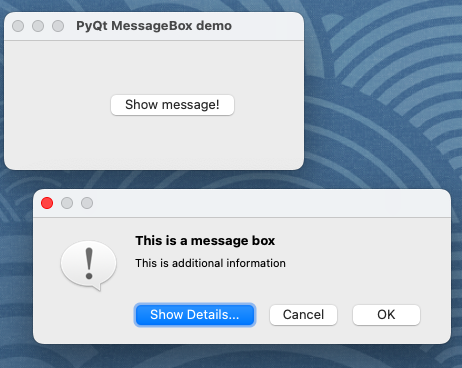 PyQt MessageBox demo
Show message!
This is a message box
This is additional information
Show Details... Cancel OK